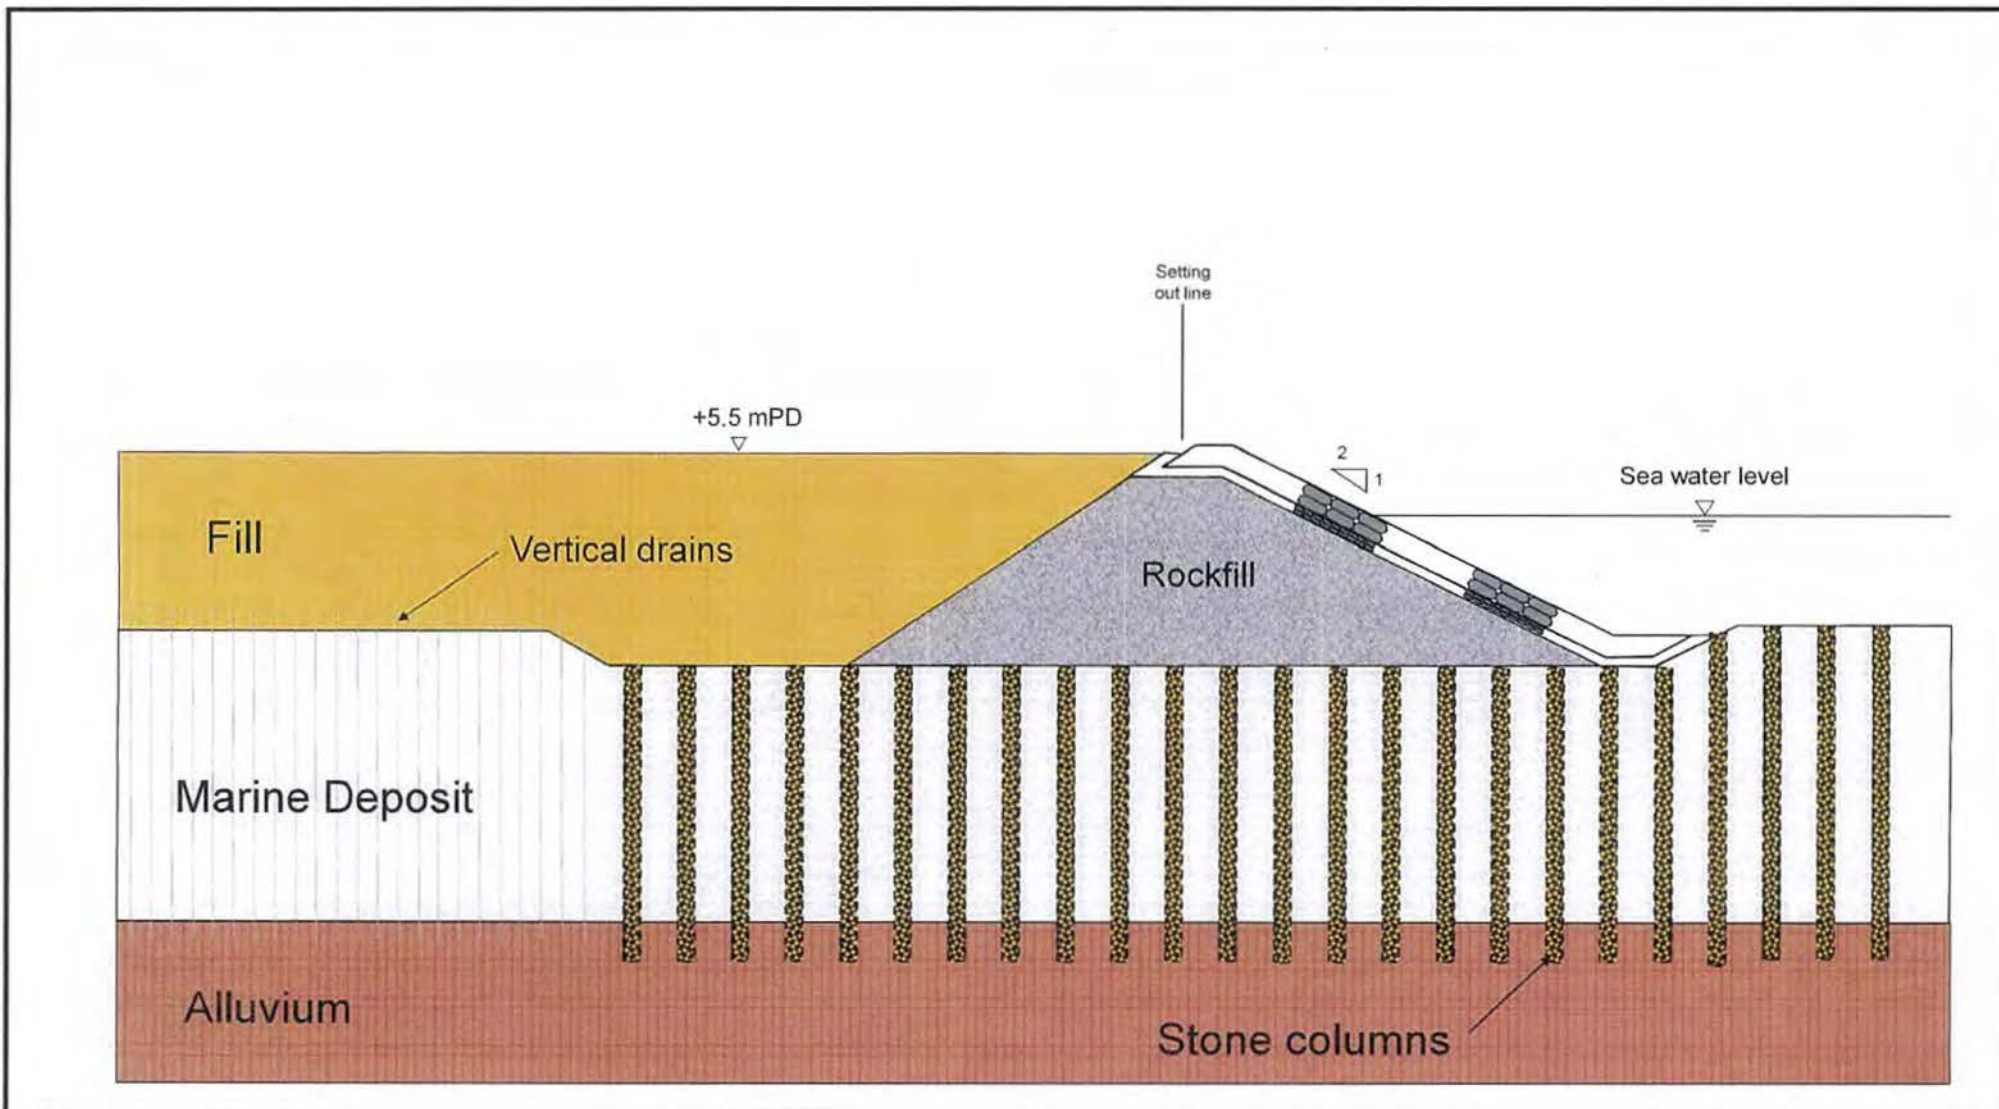 Setting
out line
+5.5 mPD
2
1
Sea water level
Fill
Vertical drains
Rockfill
Marine Deposit
Alluvium
Stone columns